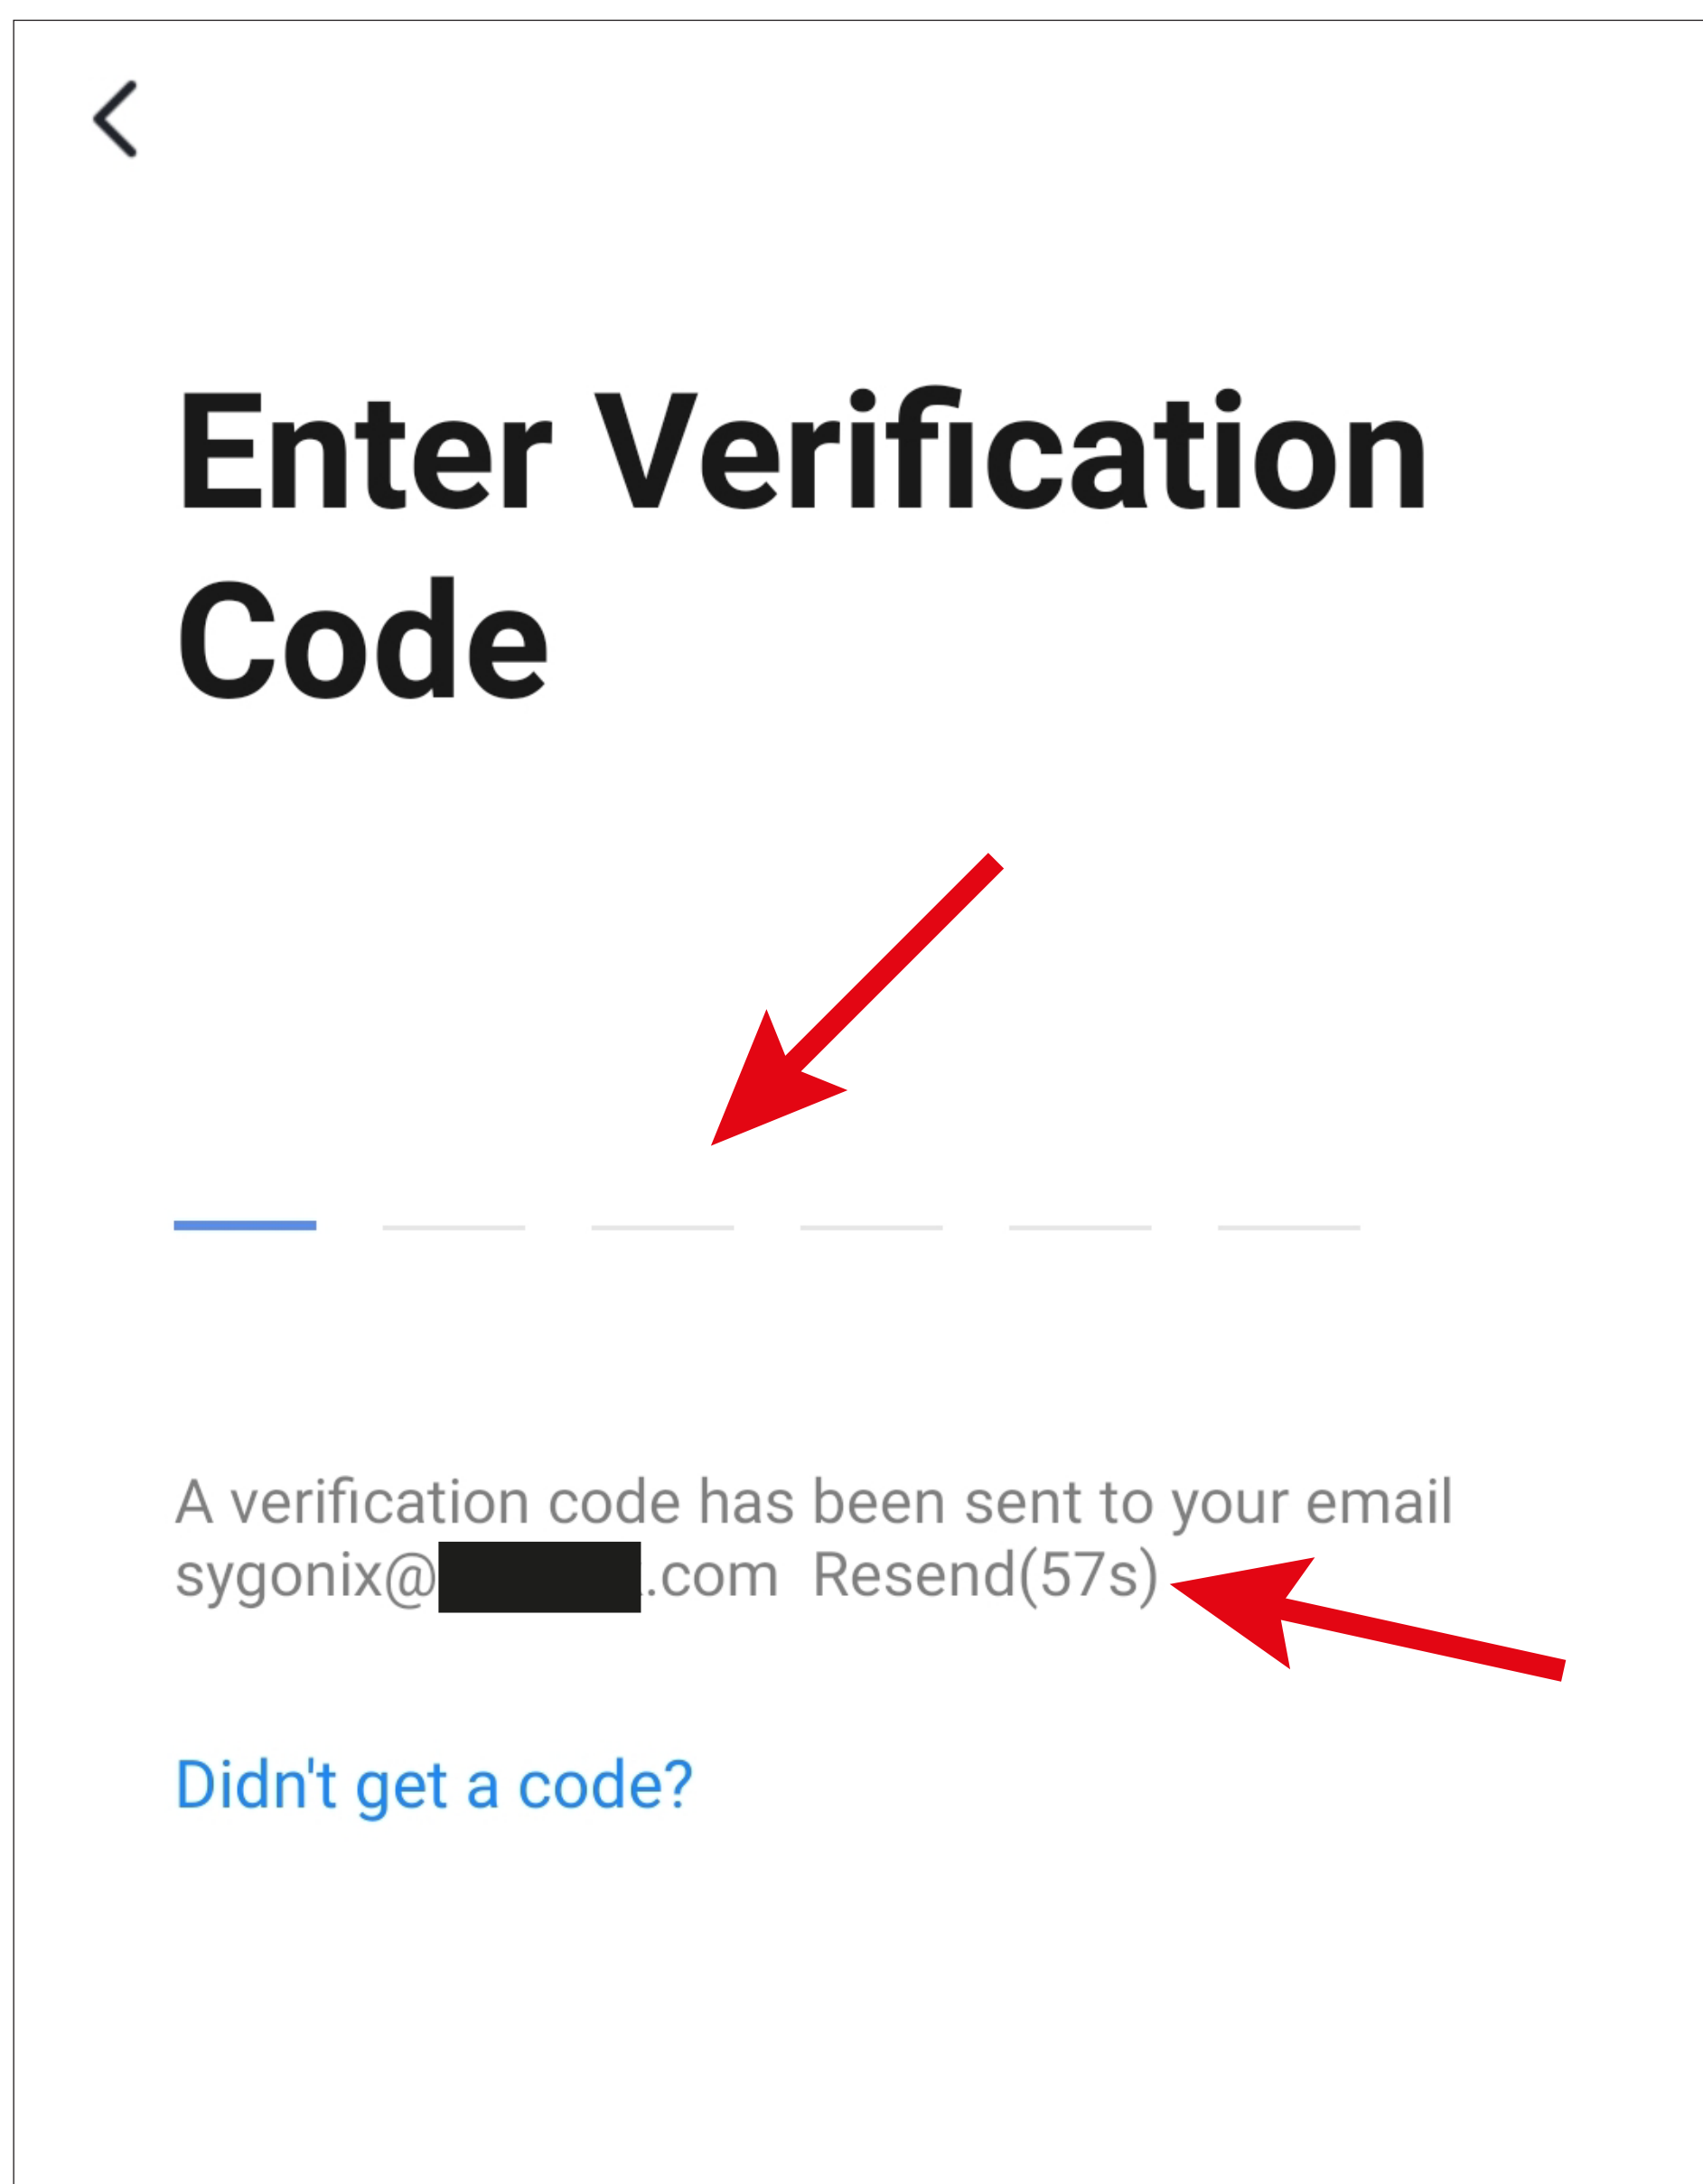 Enter Verification
Code
A verification code has been sent to your email
sygonix@ .com Resend(57s)
Didn't get a code?